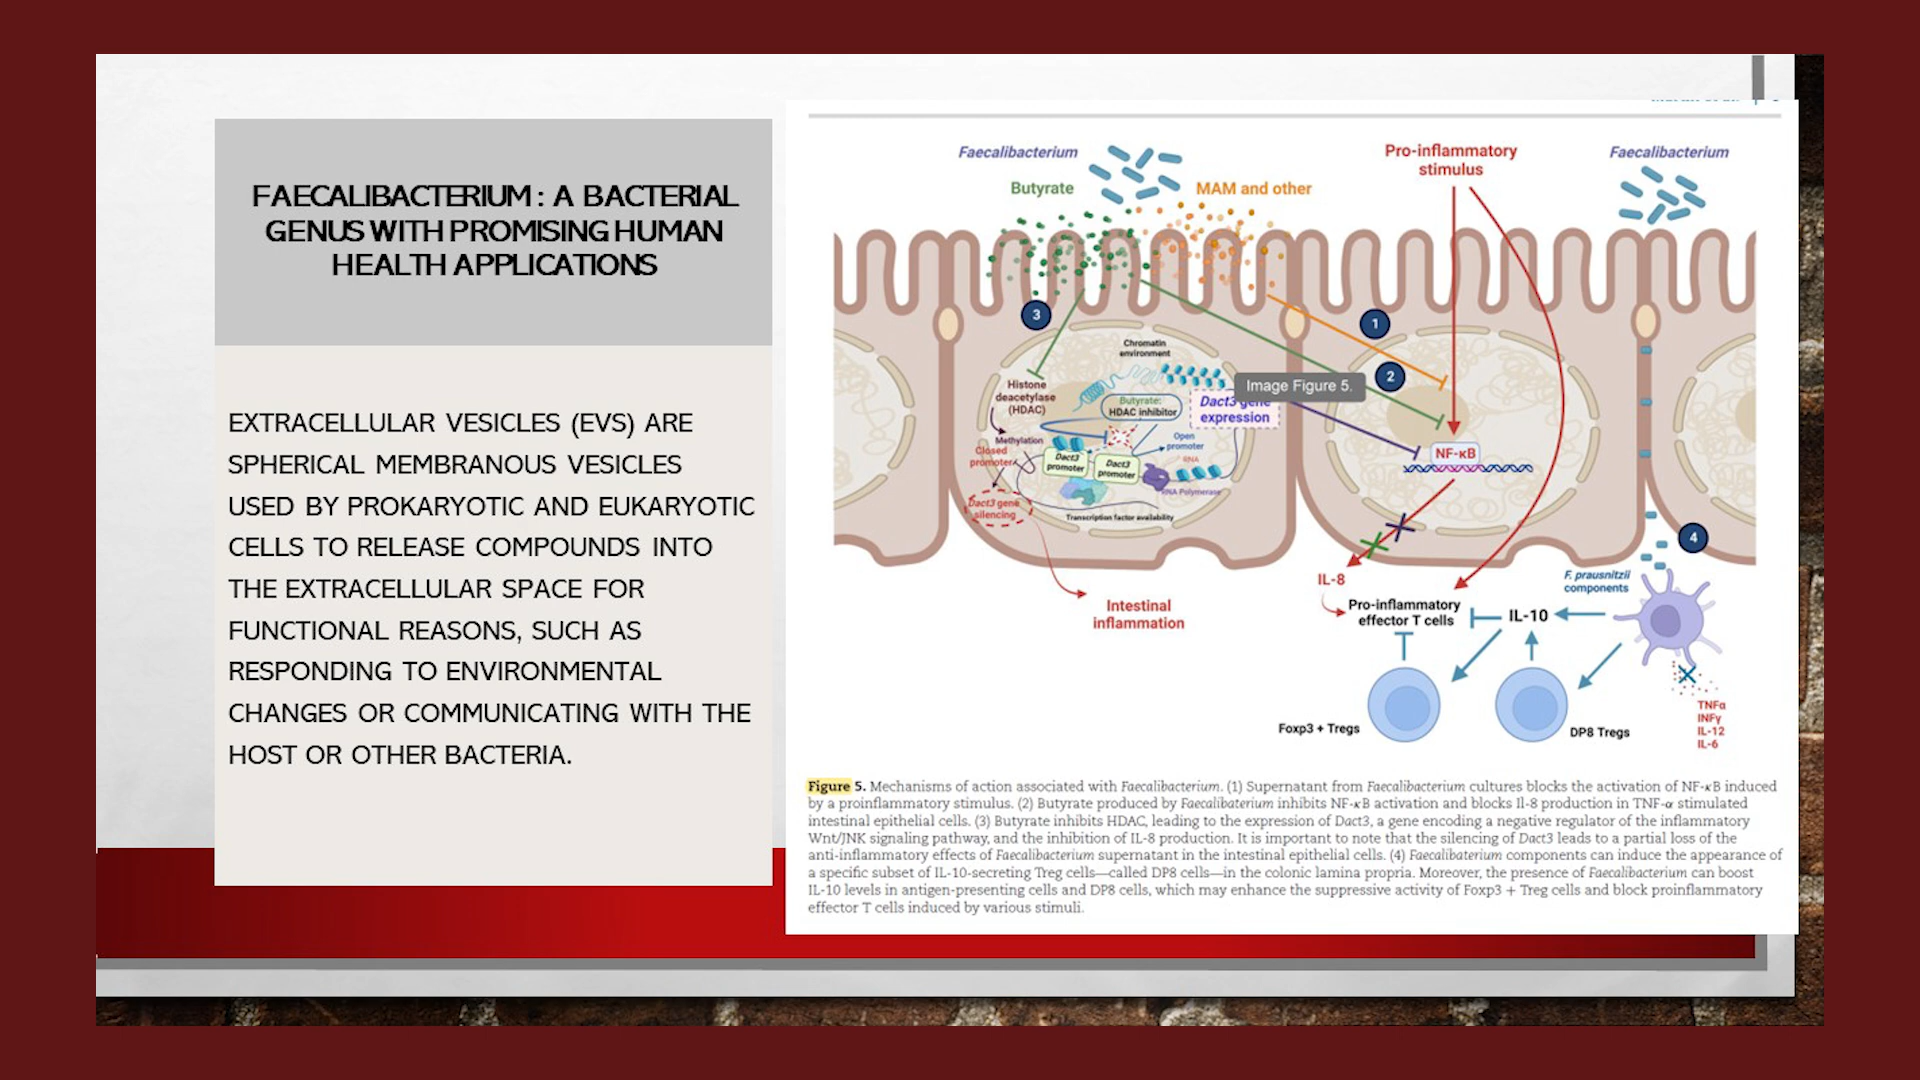 FAECALIBACTERIUM : A BACTERIAL
GENUS WITH PROMISING HUMAN
HEALTH APPLICATIONS
EXTRACELLULAR VESICLES (EVS) ARE
SPHERICAL MEMBRANOUS VESICLES
USED BY PROKARYOTIC AND EUKARYOTIC
CELLS TO RELEASE COMPOUNDS INTO
THE EXTRACELLULAR SPACE FOR
FUNCTIONAL REASONS, SUCH AS
RESPONDING TO ENVIRONMENTAL
CHANGES OR COMMUNICATING WITH THE
HOST OR OTHER BACTERIA.
Faecalibacterium
Butyrate
MAM and other
Pro-inflammatory
stimulus
Faecalibacterium
3
1
2
4
Chromatin
environment
Histone
deacetylase
(HDAC)
Butyrate:
HDAC inhibitor
Dact3 gene
expression
Image Figure 5.
Methylation
Closed
promoter
Open
promoter
RNA
Dact3
promoter
Dact3
promoter
RNA Polymerase
Dact3 gene
silencing
Transcription factor availability
NF-κB
Intestinal
inflammation
IL-8
Pro-inflammatory
effector T cells
IL-10
F. prausnitzii
components
Foxp3 + Tregs
DP8 Tregs
TNFα
INFγ
IL-12
IL-6
Figure 5. Mechanisms of action associated with Faecalibacterium. (1) Supernatant from Faecalibacterium cultures blocks the activation of NF-κB induced
by a proinflammatory stimulus. (2) Butyrate produced by Faecalibaterium inhibits NF-κB activation and blocks Il-8 production in TNF-α stimulated
intestinal epithelial cells. (3) Butyrate inhibits HDAC, leading to the expression of Dact3, a gene encoding a negative regulator of the inflammatory
Wnt/JNK signaling pathway, and the inhibition of IL-8 production. It is important to note that the silencing of Dact3 leads to a partial loss of the
anti-inflammatory effects of Faecalibacterium supernatant in the intestinal epithelial cells. (4) Faecalibaterium components can induce the appearance of
a specific subset of IL-10-secreting Treg cells—called DP8 cells—in the colonic lamina propria. Moreover, the presence of Faecalibacterium can boost
IL-10 levels in antigen-presenting cells and DP8 cells, which may enhance the suppressive activity of Foxp3 + Treg cells and block proinflammatory
effector T cells induced by various stimuli.